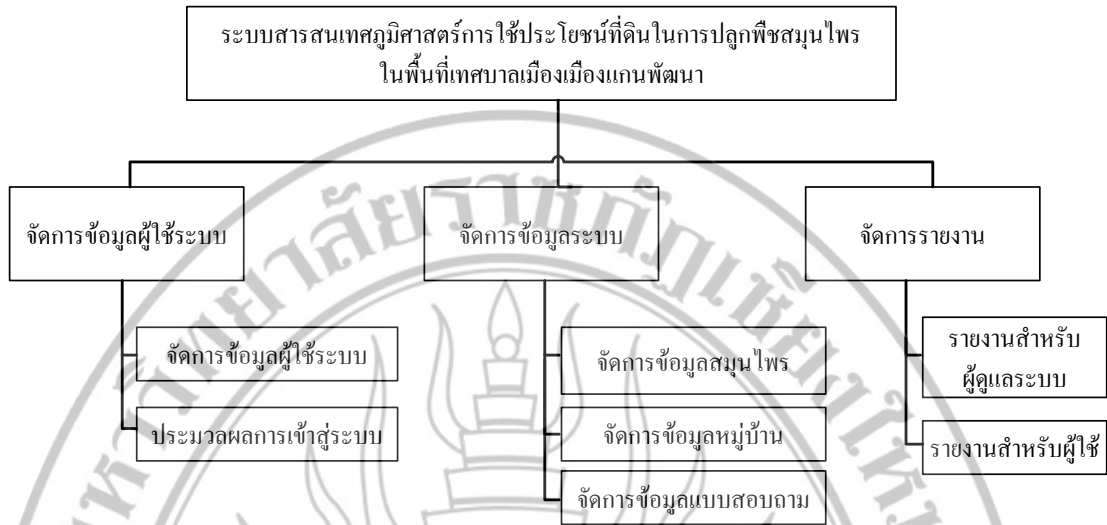 ระบบสารสนเทศภูมิศาสตร์การใช้ประโยชน์ที่ดินในการปลูกพืชสมุนไพร
ในพื้นที่เทศบาลเมืองเมืองแกนพัฒนา
จัดการข้อมูลผู้ใช้ระบบ
จัดการข้อมูลระบบ
จัดการรายงาน
จัดการข้อมูลผู้ใช้ระบบ
ประมวลผลการเข้าสู่ระบบ
จัดการข้อมูลสมุนไพร
จัดการข้อมูลหมู่บ้าน
จัดการข้อมูลแบบสอบถาม
รายงานสำหรับ
ผู้ดูแลระบบ
รายงานสำหรับผู้ใช้